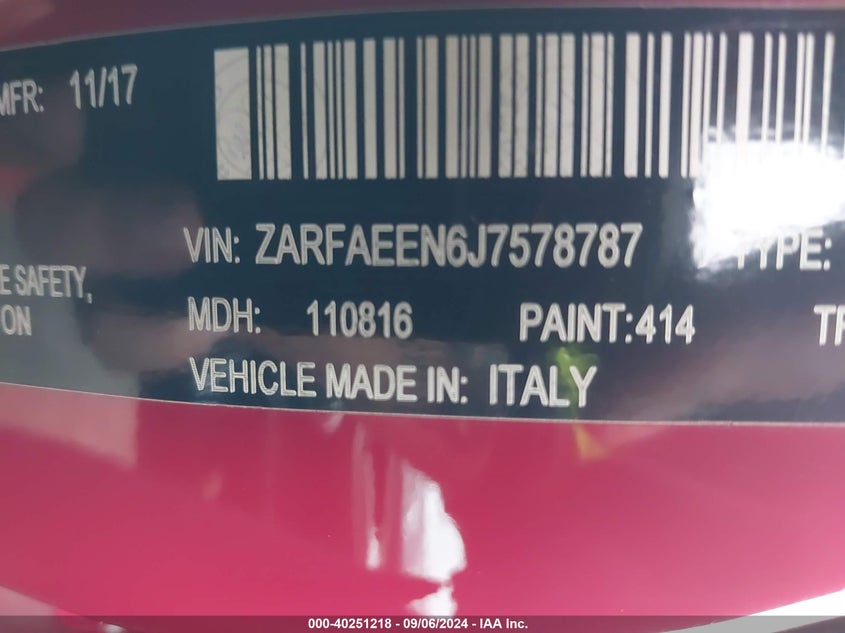 MFR: 11/17
VIN: ZARFAEEN6J7578787 TYPE:
E SAFETY,
MDH: 110816 PAINT:414 TR
ON
VEHICLE MADE IN: ITALY
000-40251218 - 09/06/2024 - IAA Inc.